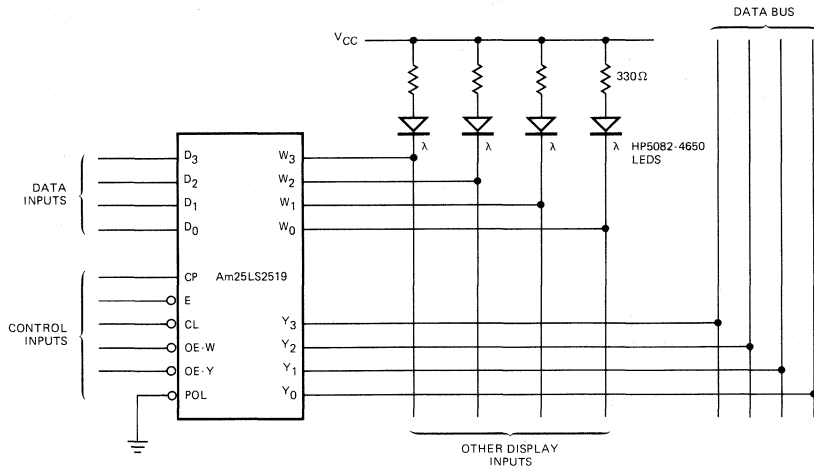 DATA BUS
VCC
330Ω
λ
λ
λ
λ
HP5082-4650
LEDS
DATA
INPUTS
D3
D2
D1
D0
W3
W2
W1
W0
Am25LS2519
CONTROL
INPUTS
CP
E
CL
OE-W
OE-Y
POL
Y3
Y2
Y1
Y0
OTHER DISPLAY
INPUTS